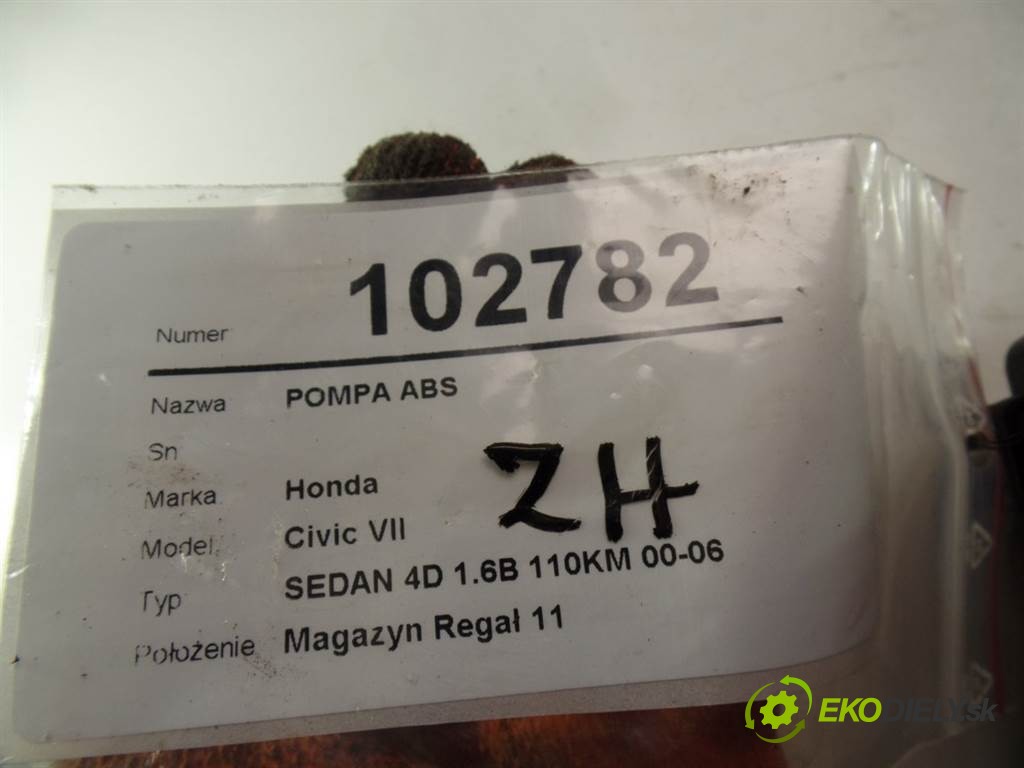 Numer 102782
Nazwa POMPA ABS
Sn
Marka Honda
Model Civic VII
ZH
Typ SEDAN 4D 1.6B 110KM 00-06
Położenie Magazyn Regał 11
EKODIELY.sk